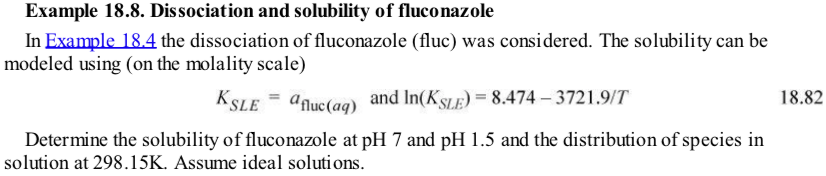 Example 18.8. Dissociation and solubility of fluconazole
In Example 18.4 the dissociation of fluconazole (fluc) was considered. The solubility can be
modeled using (on the molality scale)
K_SLE = a_fluc(aq) and ln(K_SLE) = 8.474 – 3721.9/T 18.82
Determine the solubility of fluconazole at pH 7 and pH 1.5 and the distribution of species in
solution at 298.15K. Assume ideal solutions.